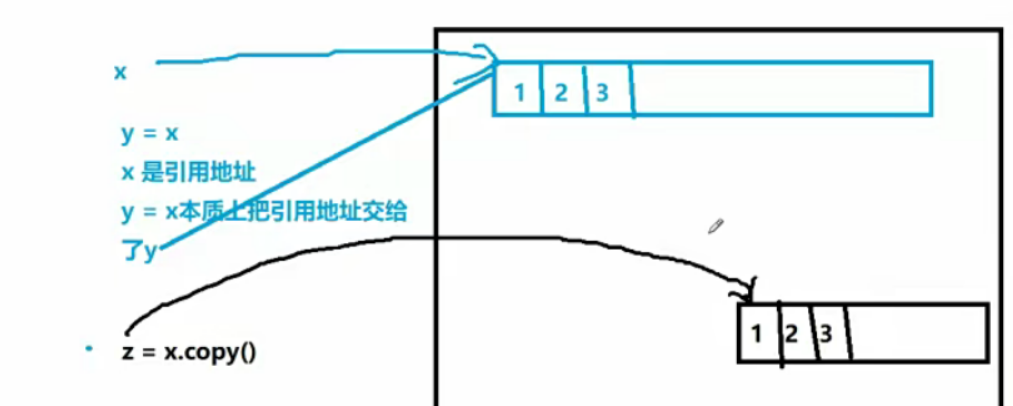 x
1 2 3
y = x
x 是引用地址
y = x本质上把引用地址交给
了y
z = x.copy()
1 2 3